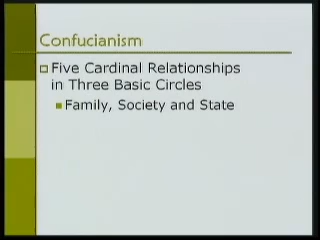 Confucianism
Five Cardinal Relationships
in Three Basic Circles
Family, Society and State